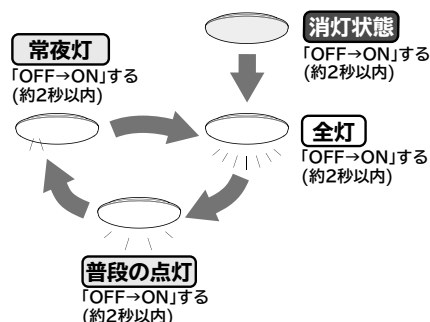 消灯状態
「OFF→ON」する
(約2秒以内)
常夜灯
「OFF→ON」する
(約2秒以内)
全灯
「OFF→ON」する
(約2秒以内)
普段の点灯
「OFF→ON」する
(約2秒以内)